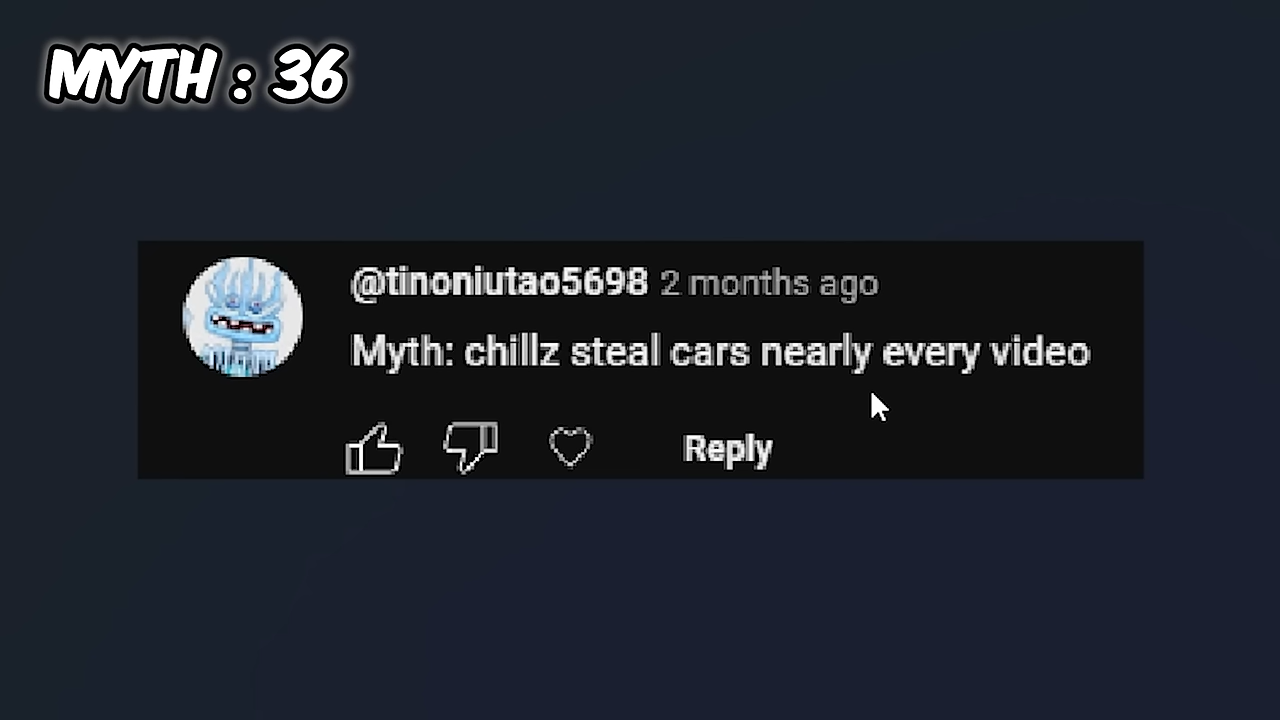 MYTH : 36
@tinoniutao5698 2 months ago
Myth: chillz steal cars nearly every video
Reply